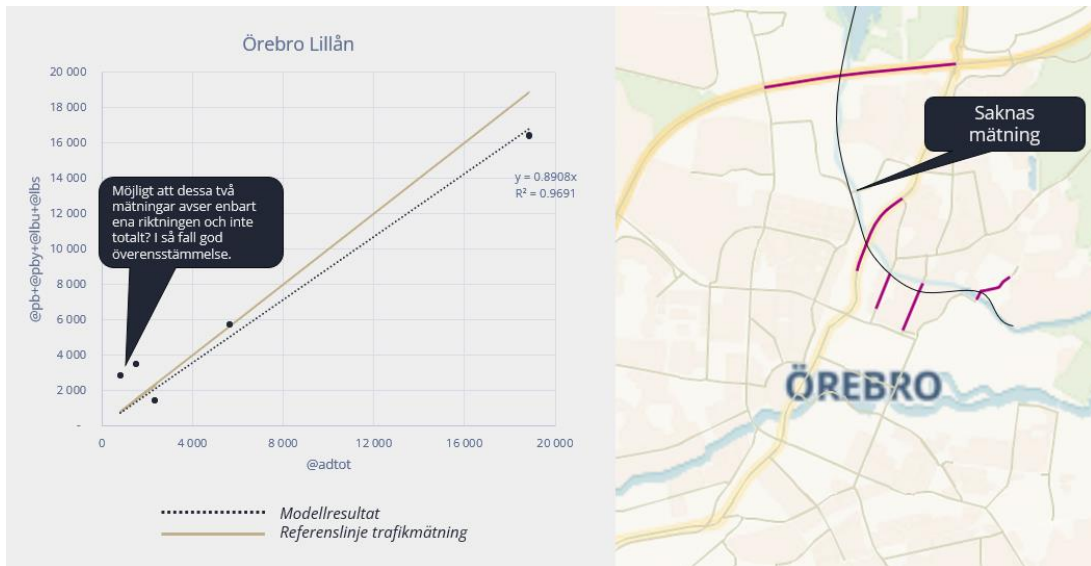 Örebro Lillån
20 000
18 000
16 000
14 000
12 000
10 000
8 000
6 000
4 000
2 000
-
@pb+@pby+@lbu+@lbs
Möjligt att dessa två
mätningar avser enbart
ena riktningen och inte
totalt? I så fall god
överensstämmelse.
y = 0.8908x
R² = 0.9691
0
4 000
8 000
12 000
16 000
20 000
@adtot
Modellresultat
Referenslinje trafikmätning
Saknas
mätning
ÖREBRO